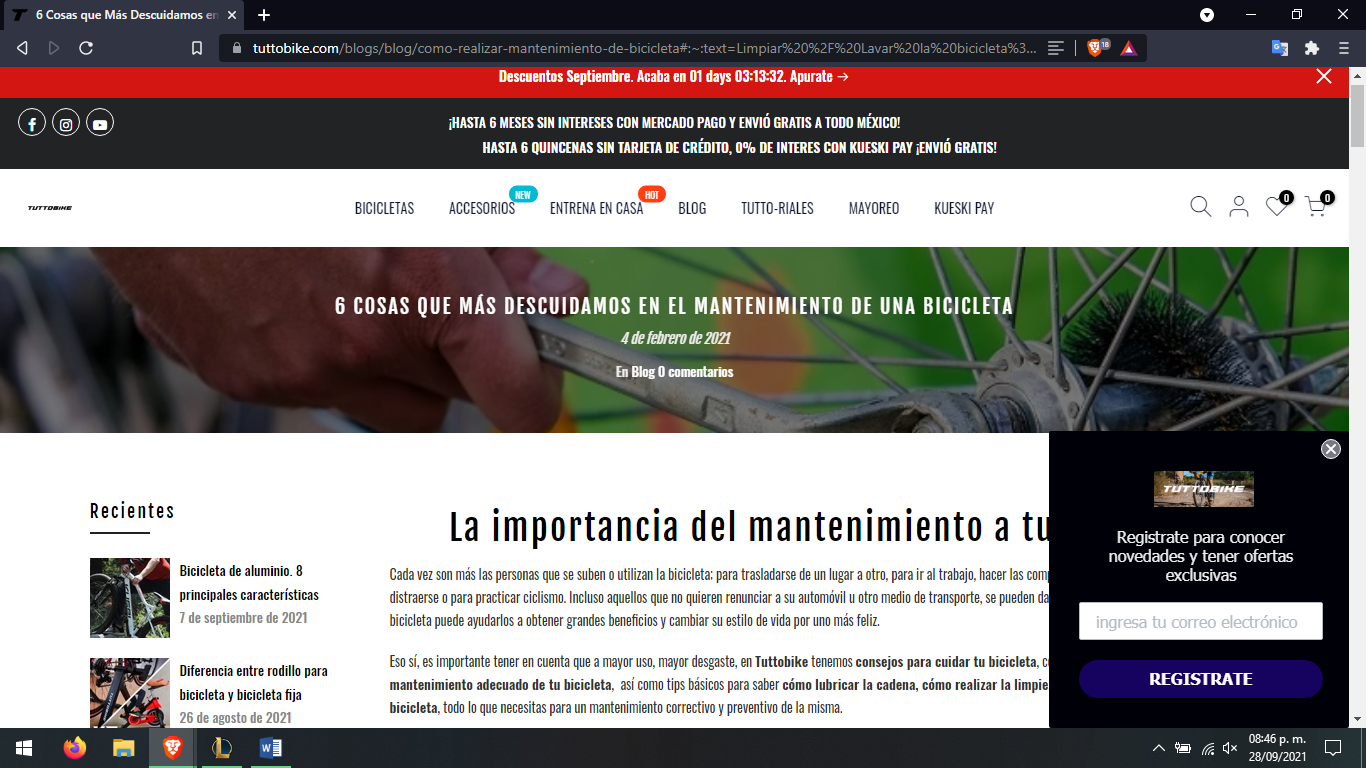 6 Cosas que Más Descuidamos en
tuttobike.com/blogs/blog/como-realizar-mantenimiento-de-bicicleta#:~:text=Limpiar%20%2F%20Lavar%20la%20bicicleta%3...
18
Descuentos Septiembre. Acaba en 01 days 03:13:32. Apurate →
¡HASTA 6 MESES SIN INTERESES CON MERCADO PAGO Y ENVIÓ GRATIS A TODO MÉXICO!
HASTA 6 QUINCENAS SIN TARJETA DE CRÉDITO, 0% DE INTERES CON KUESKI PAY ¡ENVIÓ GRATIS!
NEW
HOT
TUTTOBIKE
BICICLETAS
ACCESORIOS
ENTRENA EN CASA
BLOG
TUTTO-RIALES
MAYOREO
KUESKI PAY
0
0
6 COSAS QUE MÁS DESCUIDAMOS EN EL MANTENIMIENTO DE UNA BICICLETA
4 de febrero de 2021
En Blog 0 comentarios
Recientes
Bicicleta de aluminio. 8
principales características
7 de septiembre de 2021
Diferencia entre rodillo para
bicicleta y bicicleta fija
26 de agosto de 2021
La importancia del mantenimiento a tu
Cada vez son más las personas que se suben o utilizan la bicicleta; para trasladarse de un lugar a otro, para ir al trabajo, hacer las comp
distraerse o para practicar ciclismo. Incluso aquellos que no quieren renunciar a su automóvil u otro medio de transporte, se pueden da
bicicleta puede ayudarlos a obtener grandes beneficios y cambiar su estilo de vida por uno más feliz.
Eso sí, es importante tener en cuenta que a mayor uso, mayor desgaste, en Tuttobike tenemos consejos para cuidar tu bicicleta, c
mantenimiento adecuado de tu bicicleta, así como tips básicos para saber cómo lubricar la cadena, cómo realizar la limpie
bicicleta, todo lo que necesitas para un mantenimiento correctivo y preventivo de la misma.
TUTTOBIKE
Registrate para conocer
novedades y tener ofertas
exclusivas
ingresa tu correo electrónico
REGISTRATE
08:46 p. m.
28/09/2021